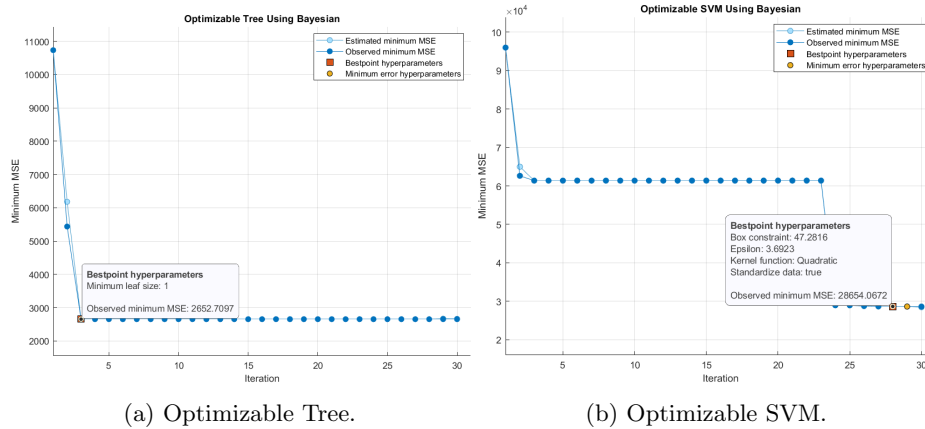 Optimizable Tree Using Bayesian
Estimated minimum MSE
Observed minimum MSE
Bestpoint hyperparameters
Minimum error hyperparameters
11000
10000
9000
8000
7000
6000
5000
4000
3000
2000
Minimum MSE
Bestpoint hyperparameters
Minimum leaf size: 1
Observed minimum MSE: 2652.7097
5 10 15 20 25 30
Iteration
(a) Optimizable Tree.
×10⁴
Optimizable SVM Using Bayesian
Estimated minimum MSE
Observed minimum MSE
Bestpoint hyperparameters
Minimum error hyperparameters
10
9
8
7
6
5
4
3
2
Minimum MSE
Bestpoint hyperparameters
Box constraint: 47.2816
Epsilon: 3.6923
Kernel function: Quadratic
Standardize data: true
Observed minimum MSE: 28654.0672
5 10 15 20 25 30
Iteration
(b) Optimizable SVM.